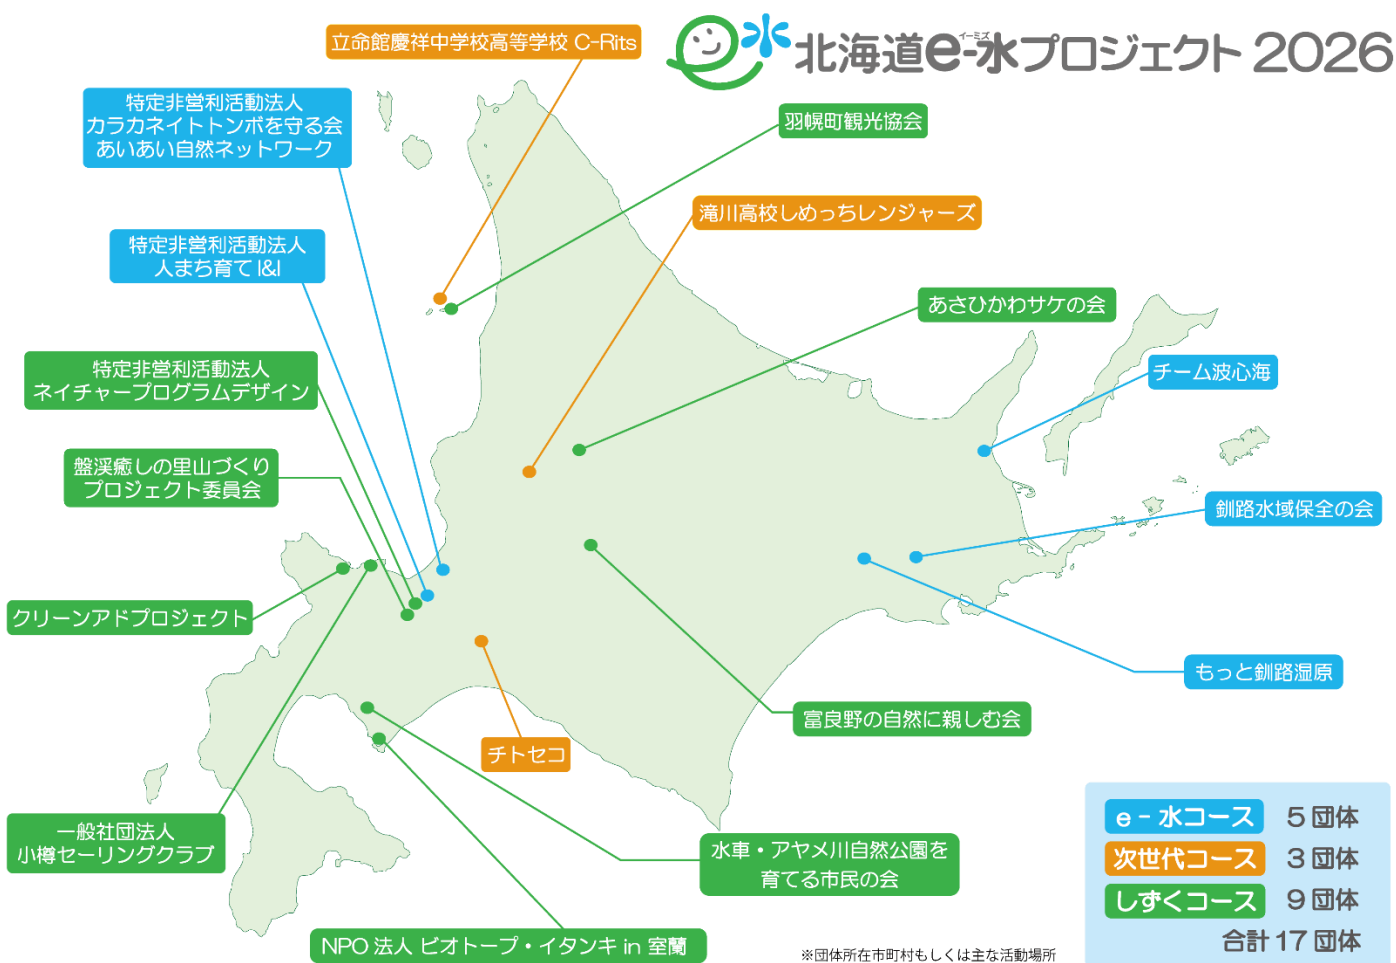 立命館慶祥中学校高等学校 C-Rits
北海道e-水プロジェクト 2026
イーミズ
特定非営利活動法人
カラカネイトトンボを守る会
あいあい自然ネットワーク
羽幌町観光協会
滝川高校しめっちレンジャーズ
特定非営利活動法人
人まち育て I&I
あさひかわサケの会
チーム波心海
特定非営利活動法人
ネイチャープログラムデザイン
盤渓癒しの里山づくり
プロジェクト委員会
釧路水域保全の会
クリーンアドプロジェクト
もっと釧路湿原
富良野の自然に親しむ会
チトセコ
一般社団法人
小樽セーリングクラブ
水車・アヤメ川自然公園を
育てる市民の会
NPO 法人 ビオトープ・イタンキ in 室蘭
e - 水コース 5 団体
次世代コース 3 団体
しずくコース 9 団体
合計 17 団体
※団体所在市町村もしくは主な活動場所